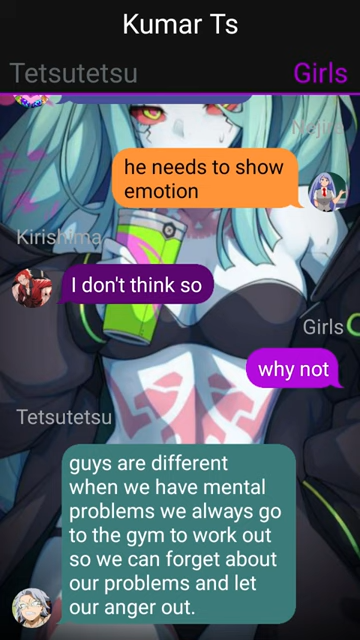 Kumar Ts
Tetsutetsu
Girls
Nejire
he needs to show
emotion
Kirishima
I don't think so
Girls
why not
Tetsutetsu
guys are different
when we have mental
problems we always go
to the gym to work out
so we can forget about
our problems and let
our anger out.